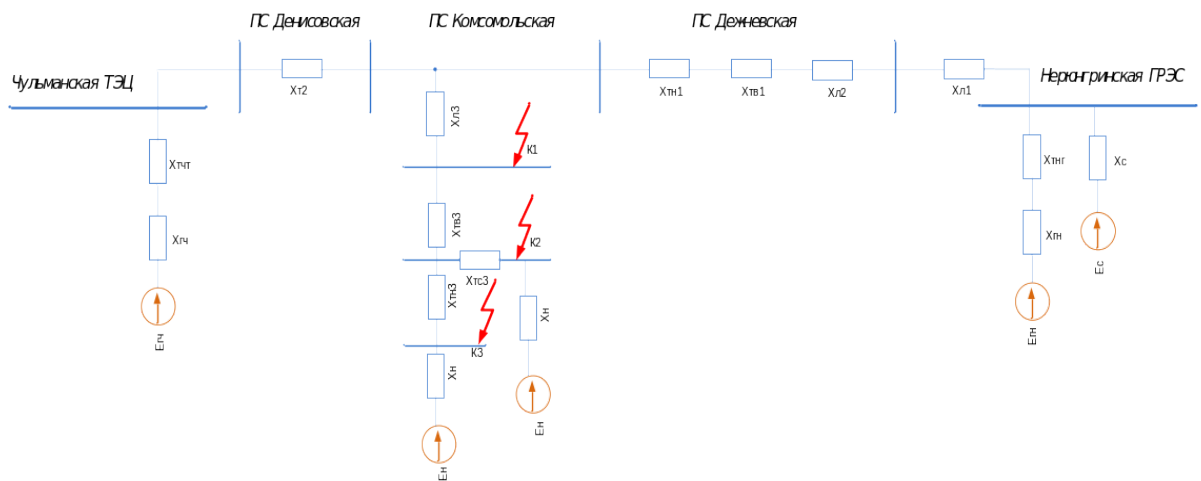 ПС Денисовская
ПС Комсомольская
ПС Дежневская
Чульманская ТЭЦ
Нерюнгринская ГРЭС
Хт2
Хтн1
Хтв1
Хл2
Хл1
Хл3
К1
Хтчт
Хтнг
Хс
Хгч
Хтв3
К2
Хтс3
Хгн
Ес
Хтн3
Хн
К3
Егч
Егн
Хн
Ен
Ен